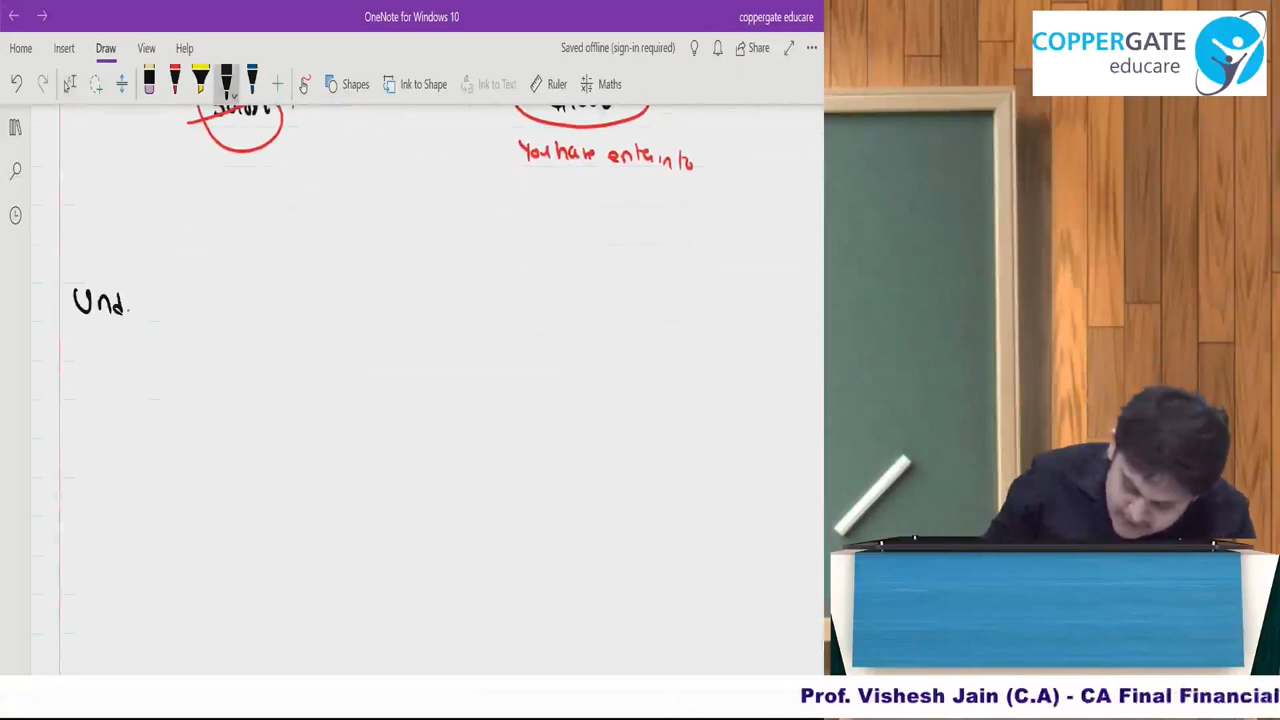 OneNote for Windows 10
coppergate educare
Home Insert Draw View Help
Saved offline (sign-in required)
Share
Shapes
Ink to Shape
Ink to Text
Ruler
Maths
You have enter in to
Und.
COPPERGATE
educare
Prof. Vishesh Jain (C.A) - CA Final Financial